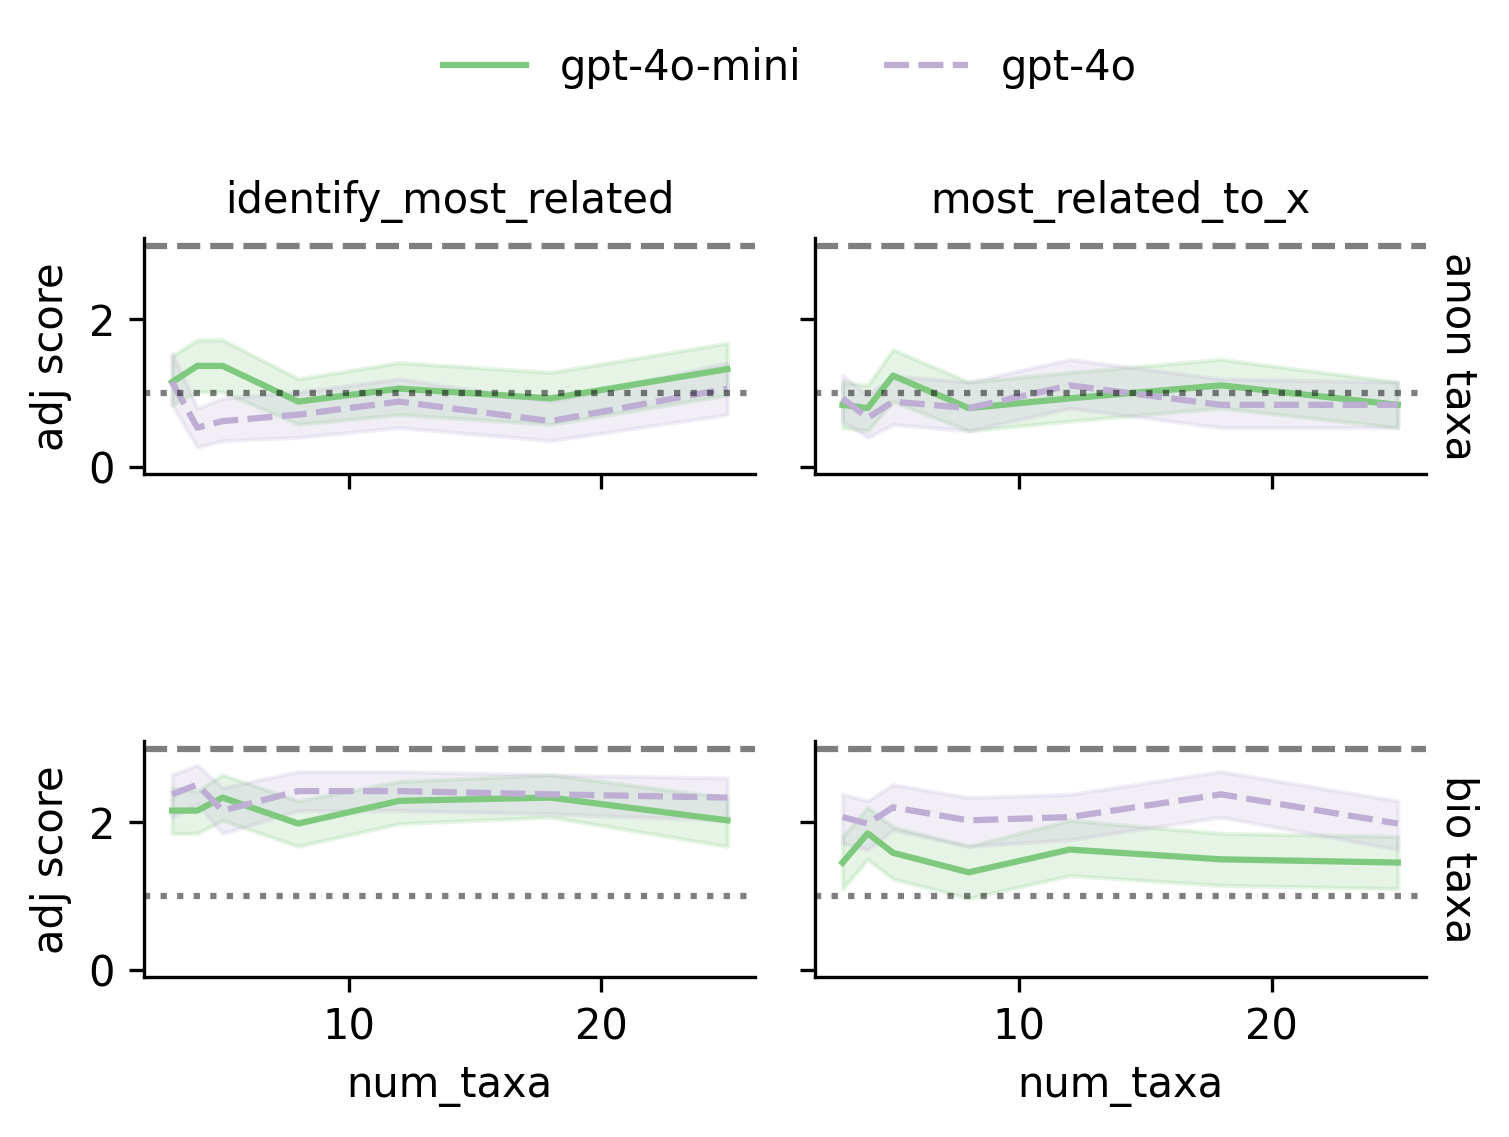 gpt-4o-mini gpt-4o
identify_most_related most_related_to_x
adj score
2
0
anon taxa
adj score
2
0
bio taxa
10 20 10 20
num_taxa num_taxa